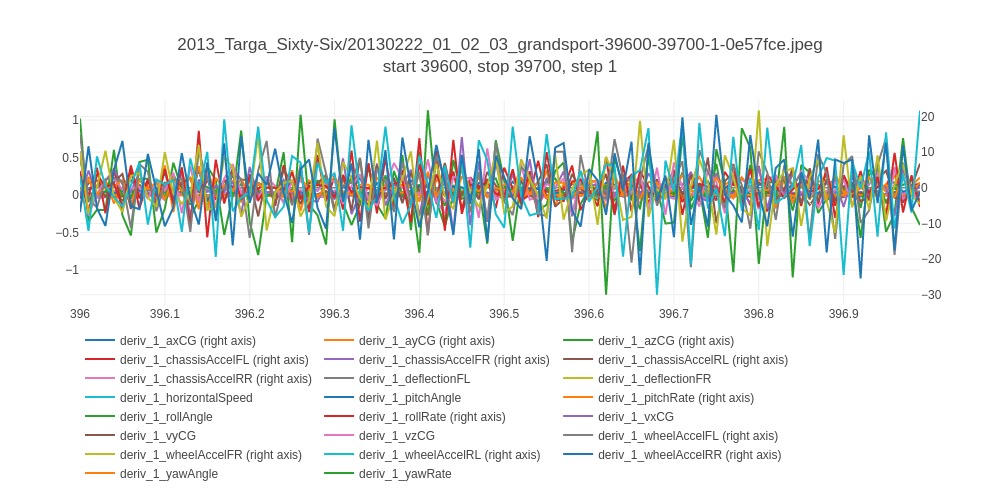 2013_Targa_Sixty-Six/20130222_01_02_03_grandsport-39600-39700-1-0e57fce.jpeg
start 39600, stop 39700, step 1
1 20
0.5 10
0 0
−0.5 −10
−1 −20
−30
396 396.1 396.2 396.3 396.4 396.5 396.6 396.7 396.8 396.9
deriv_1_axCG (right axis) deriv_1_ayCG (right axis) deriv_1_azCG (right axis)
deriv_1_chassisAccelFL (right axis) deriv_1_chassisAccelFR (right axis) deriv_1_chassisAccelRL (right axis)
deriv_1_chassisAccelRR (right axis) deriv_1_deflectionFL deriv_1_deflectionFR
deriv_1_horizontalSpeed deriv_1_pitchAngle deriv_1_pitchRate (right axis)
deriv_1_rollAngle deriv_1_rollRate (right axis) deriv_1_vxCG
deriv_1_vyCG deriv_1_vzCG deriv_1_wheelAccelFL (right axis)
deriv_1_wheelAccelFR (right axis) deriv_1_wheelAccelRL (right axis) deriv_1_wheelAccelRR (right axis)
deriv_1_yawAngle deriv_1_yawRate